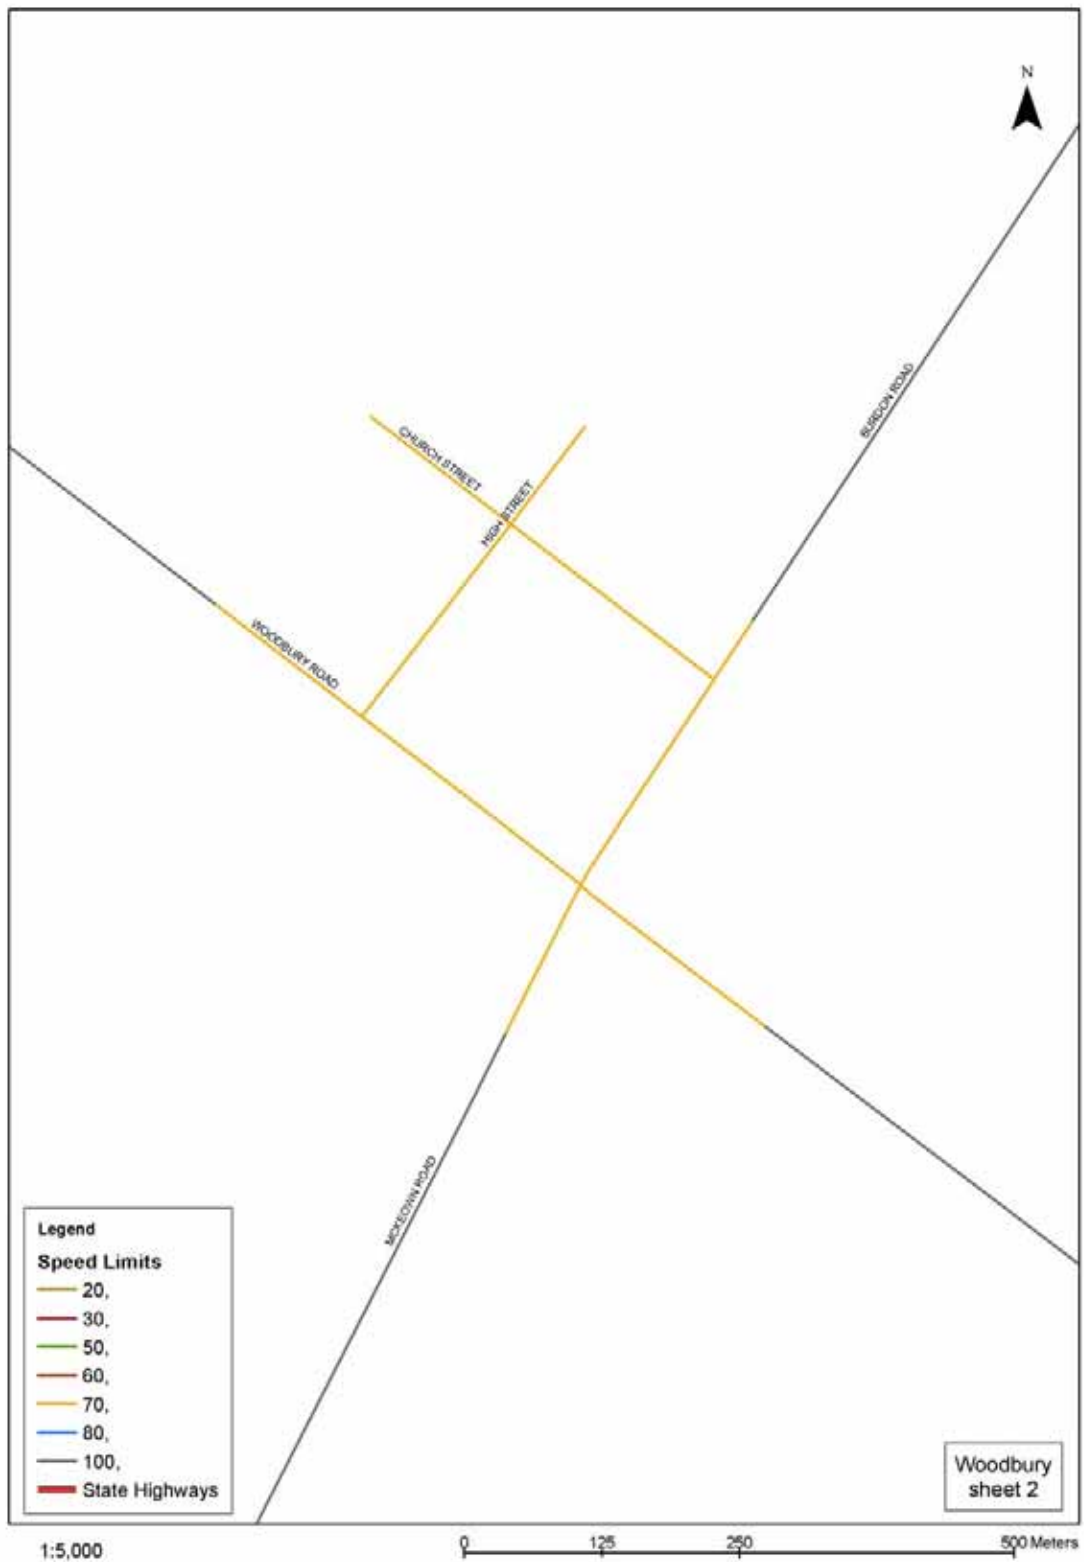 N
BURDON ROAD
CHURCH STREET
HIGH STREET
WOODBURY ROAD
MCKEOWN ROAD
Legend
Speed Limits
20,
30,
50,
60,
70,
80,
100,
State Highways
Woodbury
sheet 2
1:5,000
0 125 250 500 Meters